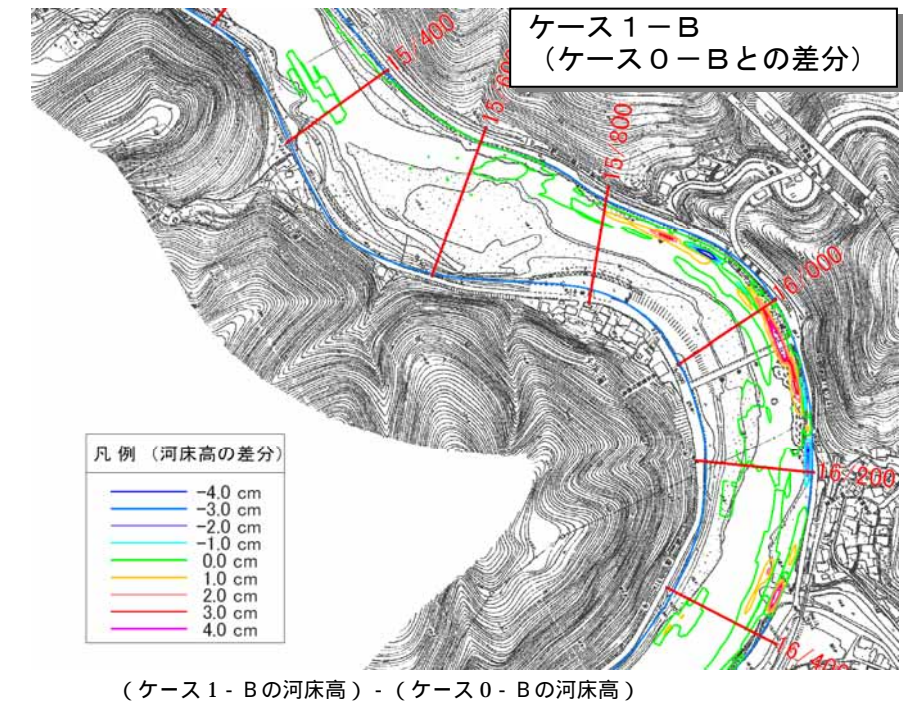 ケース１－B
（ケース０－Bとの差分）
15/400
15/600
15/800
16/000
16/200
16/400
凡 例 （河床高の差分）
-4.0 cm
-3.0 cm
-2.0 cm
-1.0 cm
0.0 cm
1.0 cm
2.0 cm
3.0 cm
4.0 cm
（ケース 1 - Ｂの河床高） - （ケース 0 - Ｂの河床高）